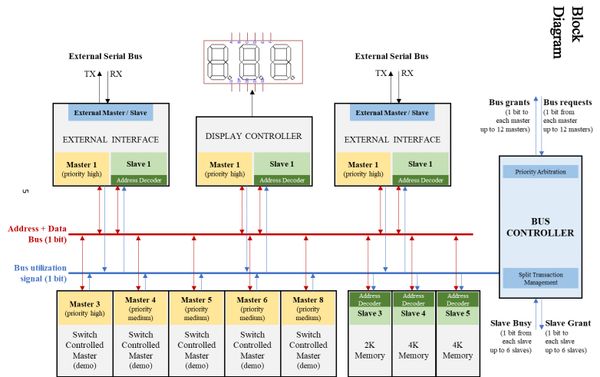 Block
Diagram
External Serial Bus
TX
RX
External Master / Slave
EXTERNAL INTERFACE
Master 1
(priority high)
Slave 1
Address Decoder
DISPLAY CONTROLLER
Master 1
(priority high)
Slave 1
Address Decoder
External Serial Bus
TX
RX
External Master / Slave
EXTERNAL INTERFACE
Master 1
(priority high)
Slave 1
Address Decoder
Bus grants
(1 bit to
each master
up to 12 masters)
Bus requests
(1 bit from
each master
up to 12 masters)
Priority Arbitration
BUS
CONTROLLER
Split Transaction
Management
Slave Busy
(1 bit from
each slave
up to 6 slaves)
Slave Grant
(1 bit to
each slave
up to 6 slaves)
5
Address + Data
Bus (1 bit)
Bus utilization
signal (1 bit)
Master 3
(priority high)
Switch
Controlled
Master
(demo)
Master 4
(priority
medium)
Switch
Controlled
Master
(demo)
Master 5
(priority
medium)
Switch
Controlled
Master
(demo)
Master 6
(priority
medium)
Switch
Controlled
Master
(demo)
Master 8
(priority
medium)
Switch
Controlled
Master
(demo)
Address
Decoder
Slave 3
2K
Memory
Address
Decoder
Slave 4
4K
Memory
Address
Decoder
Slave 5
4K
Memory